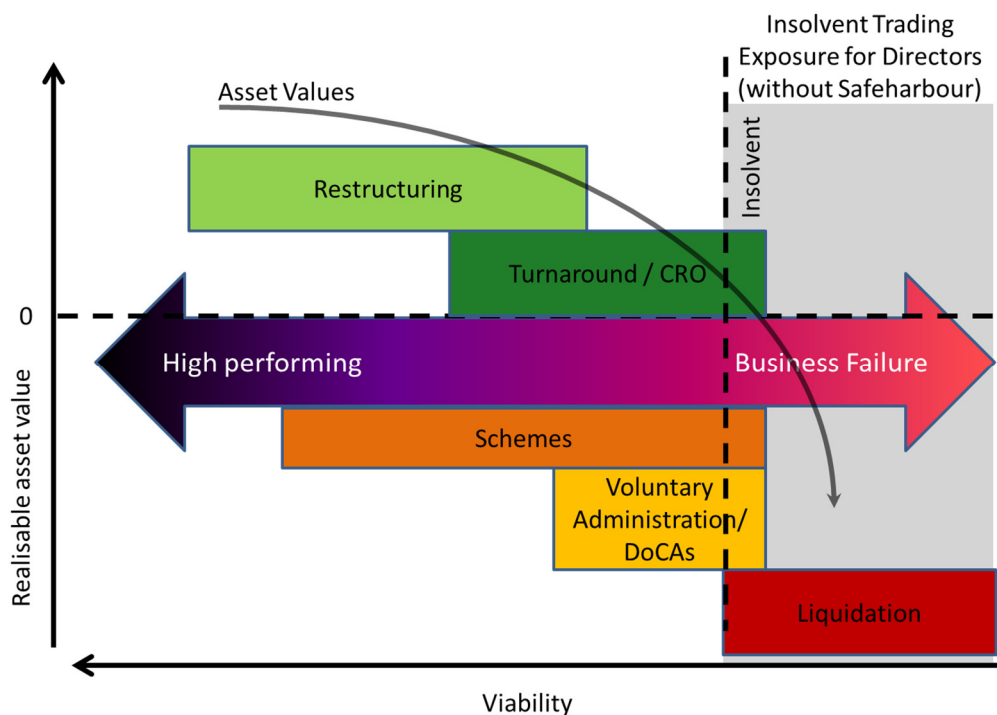 Insolvent Trading
Exposure for Directors
(without Safeharbour)
Asset Values
Insolvent
Restructuring
Turnaround / CRO
0
High performing
Business Failure
Schemes
Voluntary
Administration/
DoCAs
Liquidation
Realisable asset value
Viability